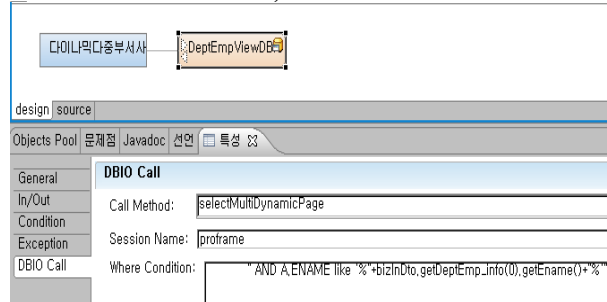 다이나믹다중부서사
DeptEmpViewDB
design source
Objects Pool 문제점 Javadoc 선언 특성
General
In/Out
Condition
Exception
DBIO Call
DBIO Call
Call Method: selectMultiDynamicPage
Session Name: proframe
Where Condition: " AND A.ENAME like '%"+bizInDto.getDeptEmp_info(0).getEname()+"%'"